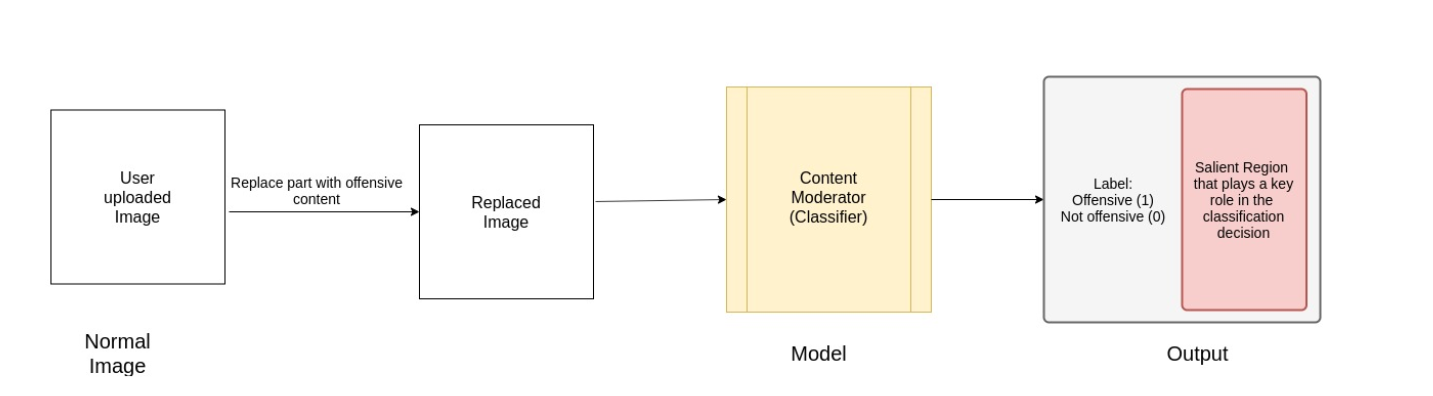 User
uploaded
Image
Replace part with offensive
content
Replaced
Image
Content
Moderator
(Classifier)
Label:
Offensive (1)
Not offensive (0)
Salient Region
that plays a key
role in the
classification
decision
Normal
Image
Model
Output